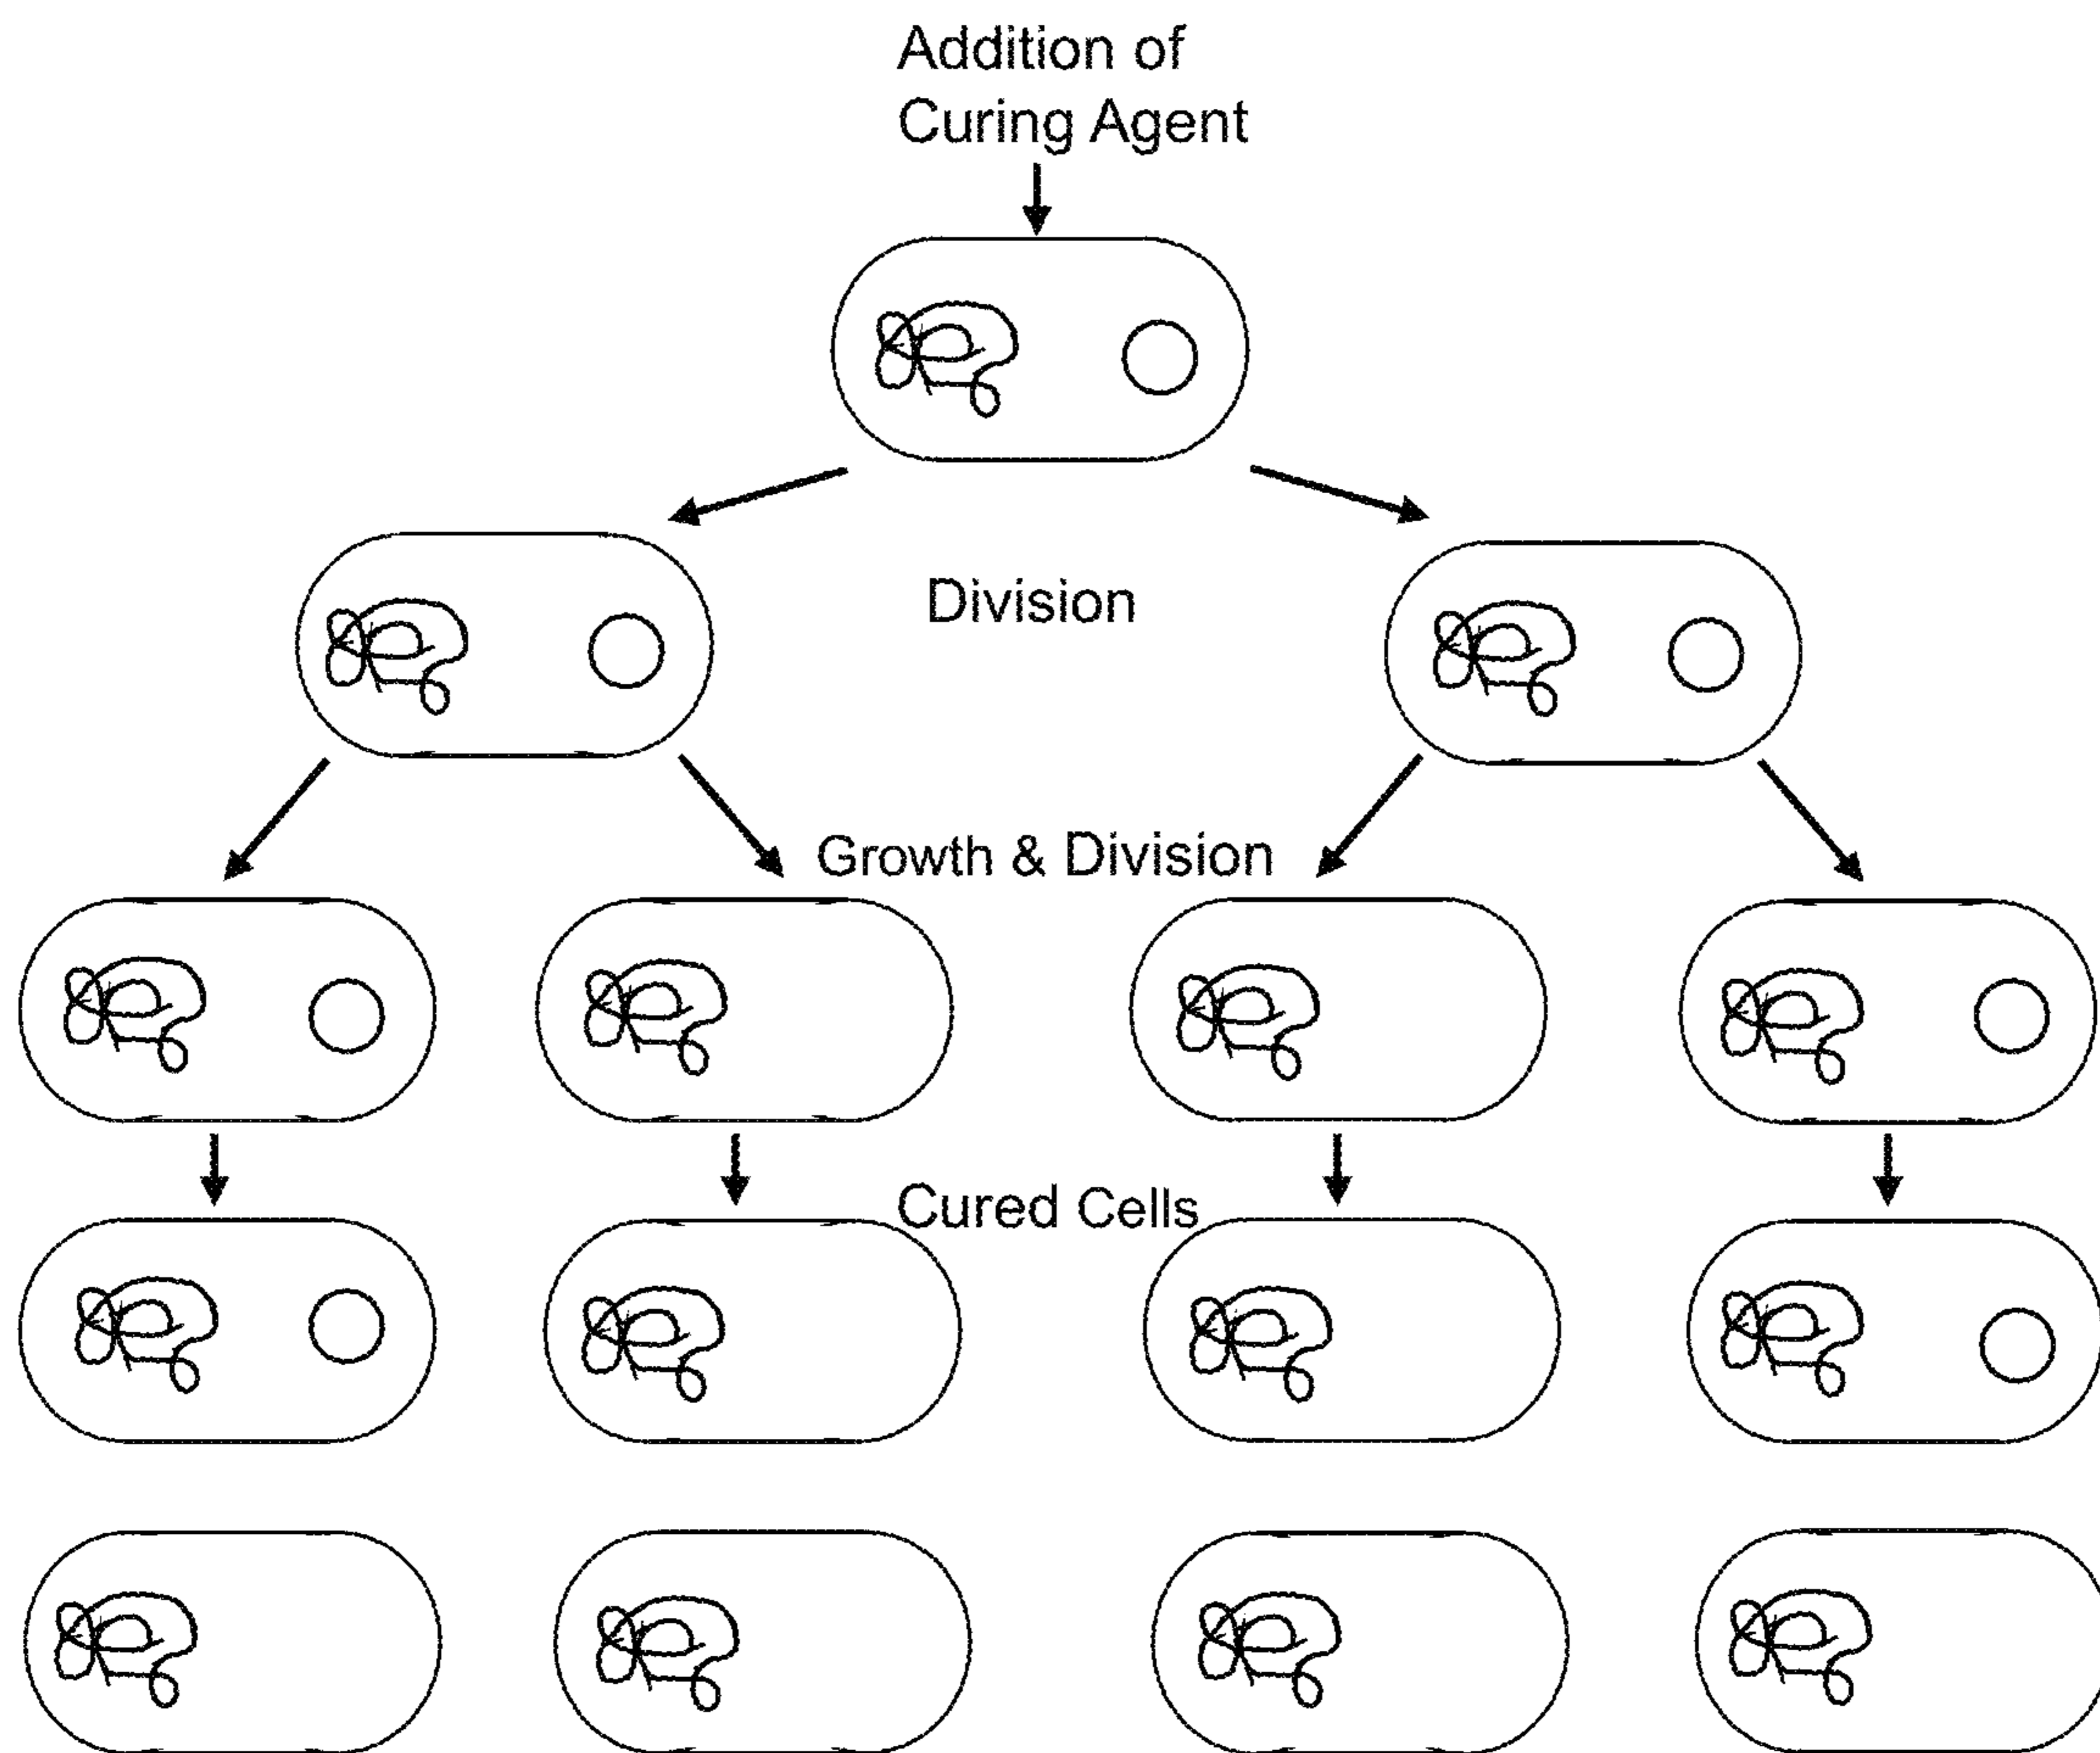 Addition of
Curing Agent
Division
Growth & Division
Cured Cells